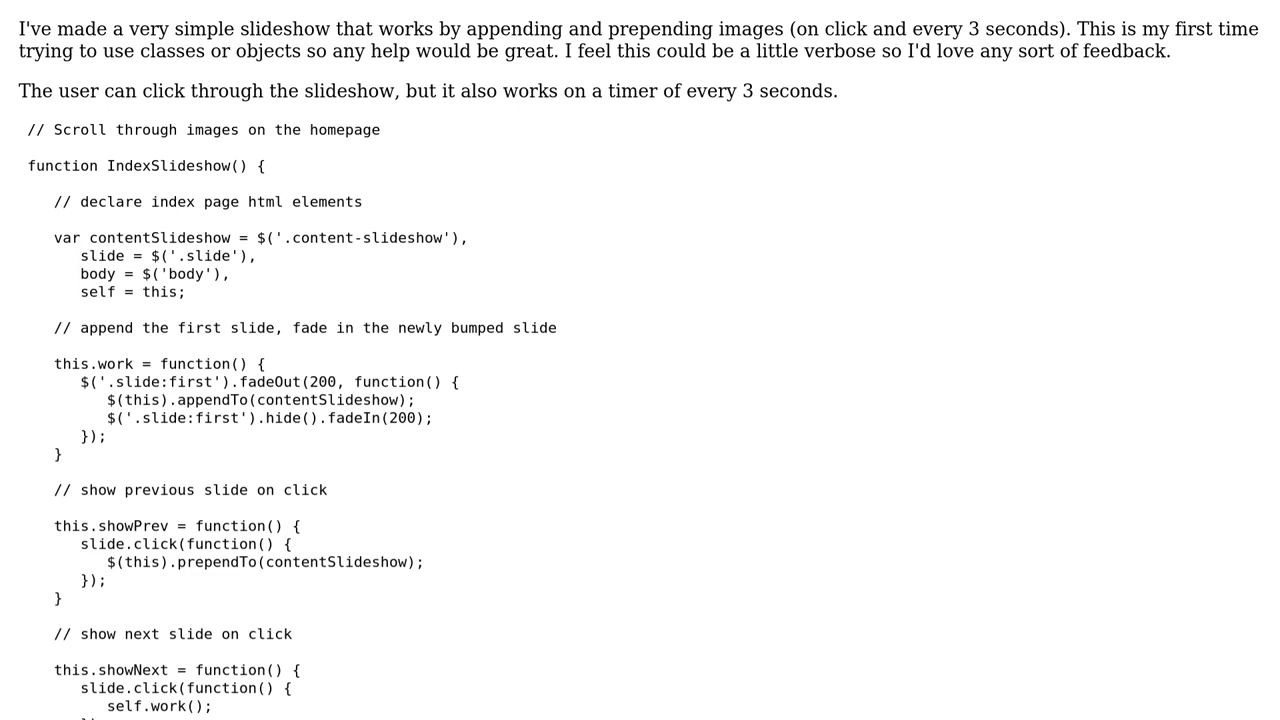 I've made a very simple slideshow that works by appending and prepending images (on click and every 3 seconds). This is my first time
trying to use classes or objects so any help would be great. I feel this could be a little verbose so I'd love any sort of feedback.
The user can click through the slideshow, but it also works on a timer of every 3 seconds.
// Scroll through images on the homepage
function IndexSlideshow() {
// declare index page html elements
var contentSlideshow = $('.content-slideshow'),
slide = $('.slide'),
body = $('body'),
self = this;
// append the first slide, fade in the newly bumped slide
this.work = function() {
$('.slide:first').fadeOut(200, function() {
$(this).appendTo(contentSlideshow);
$('.slide:first').hide().fadeIn(200);
});
}
// show previous slide on click
this.showPrev = function() {
slide.click(function() {
$(this).prependTo(contentSlideshow);
});
}
// show next slide on click
this.showNext = function() {
slide.click(function() {
self.work();